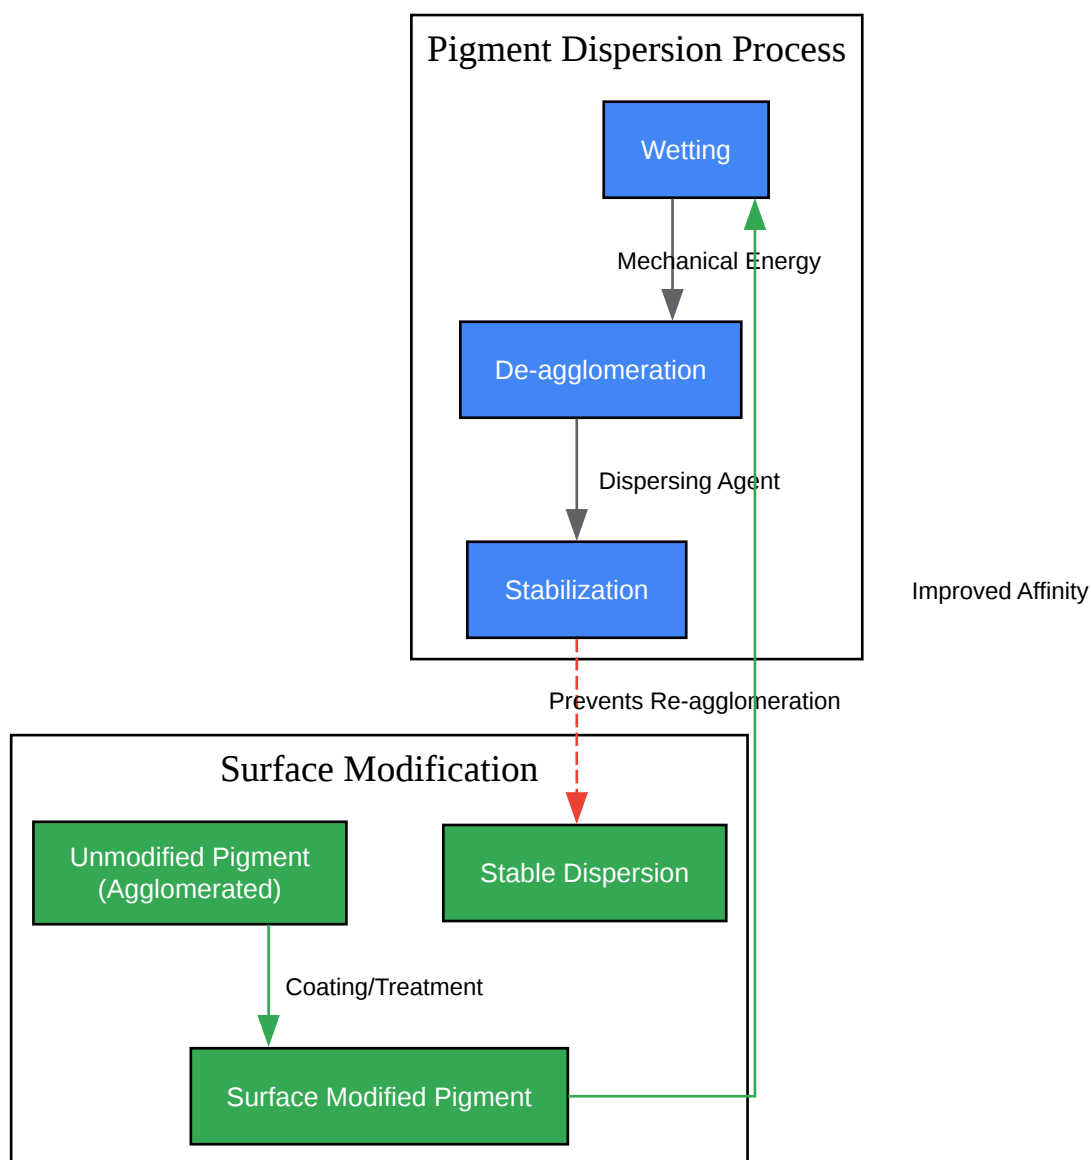 Pigment Dispersion Process
Wetting
Mechanical Energy
De-agglomeration
Dispersing Agent
Stabilization
Improved Affinity
Prevents Re-agglomeration
Surface Modification
Unmodified Pigment
(Agglomerated)
Stable Dispersion
Coating/Treatment
Surface Modified Pigment